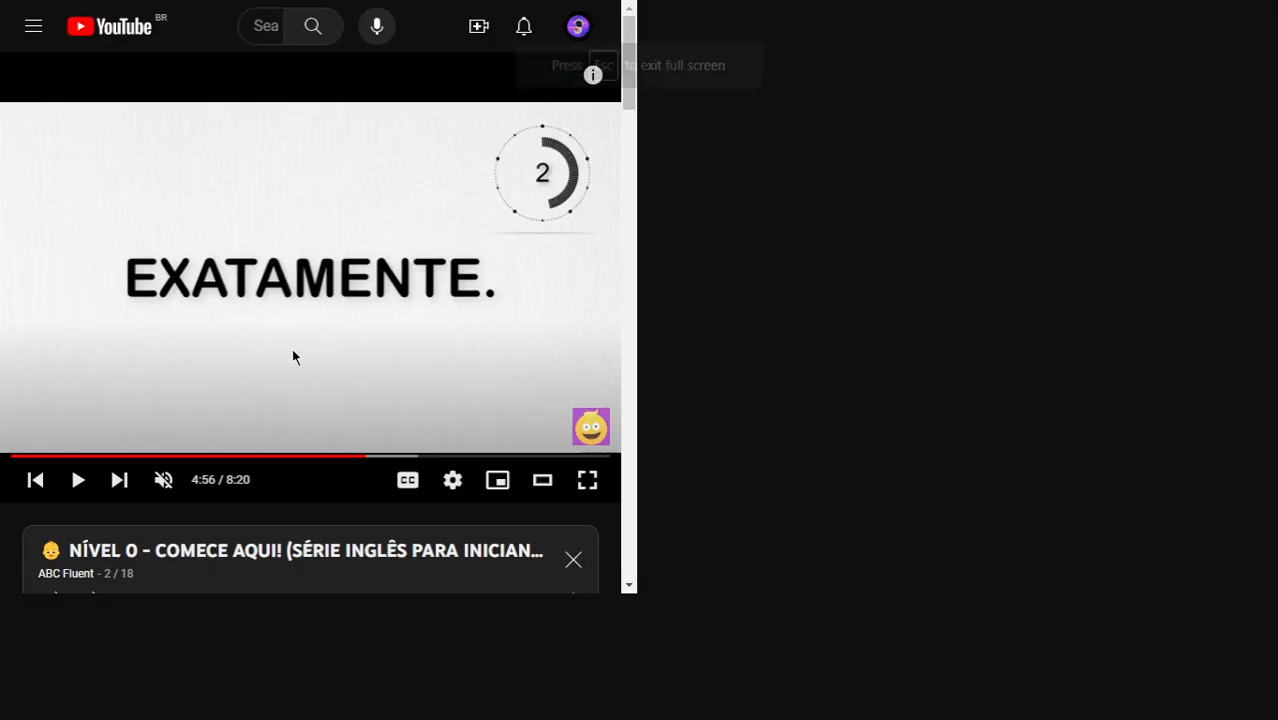 YouTube BR
Sea
Press Esc to exit full screen
2
EXATAMENTE.
CC
4:56 / 8:20
NÍVEL 0 - COMECE AQUI! (SÉRIE INGLÊS PARA INICIAN...
ABC Fluent - 2 / 18